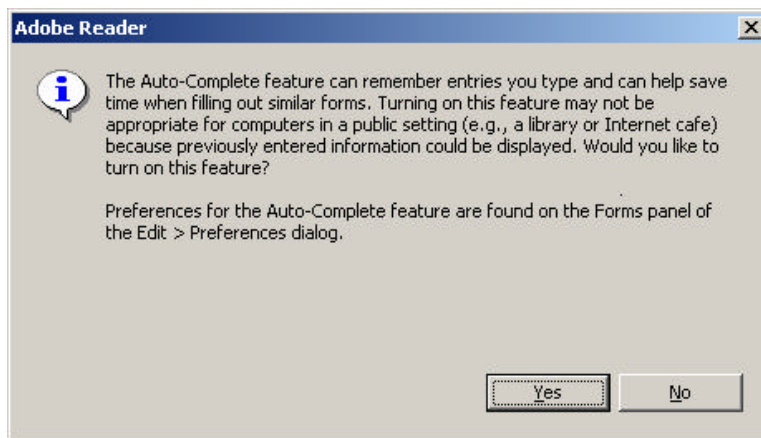 Adobe Reader
The Auto-Complete feature can remember entries you type and can help save
time when filling out similar forms. Turning on this feature may not be
appropriate for computers in a public setting (e.g., a library or Internet cafe)
because previously entered information could be displayed. Would you like to
turn on this feature?
Preferences for the Auto-Complete feature are found on the Forms panel of
the Edit > Preferences dialog.
Yes No